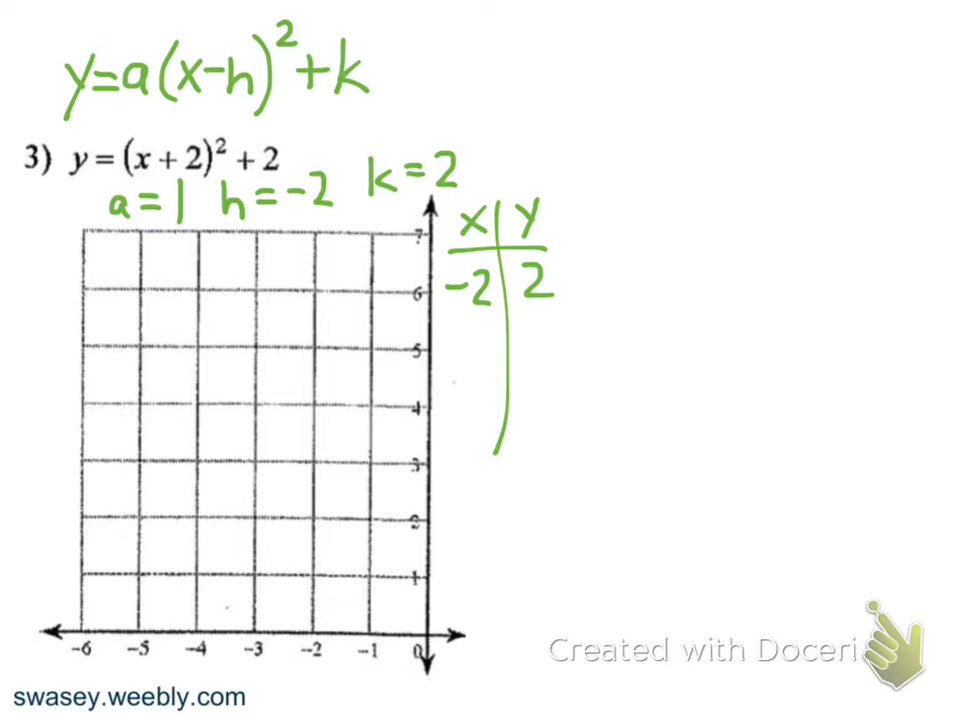 y=a(x-h)²+k
3) y = (x + 2)² + 2
a = 1 h = -2 k = 2
x | y
-2 | 2
7
6
5
4
3
2
1
-6 -5 -4 -3 -2 -1 0
Created with Doceri
swasey.weebly.com